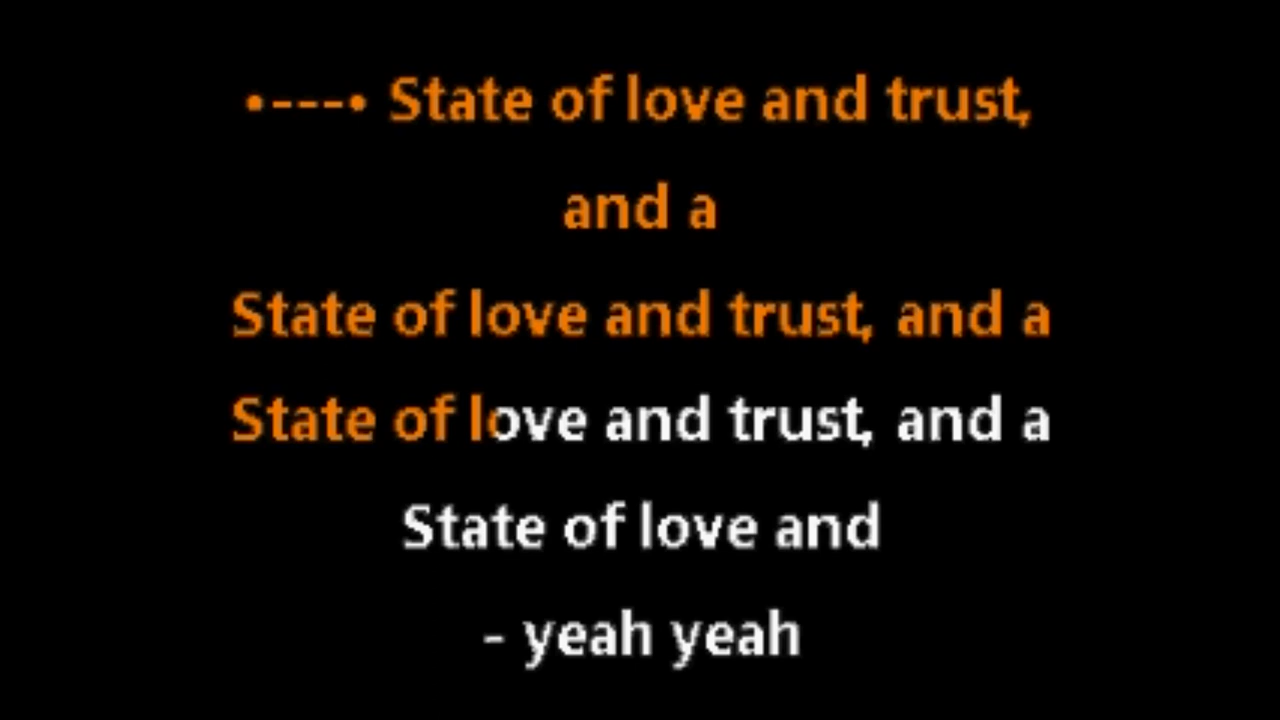 •---• State of love and trust,
and a
State of love and trust, and a
State of love and trust, and a
State of love and
- yeah yeah